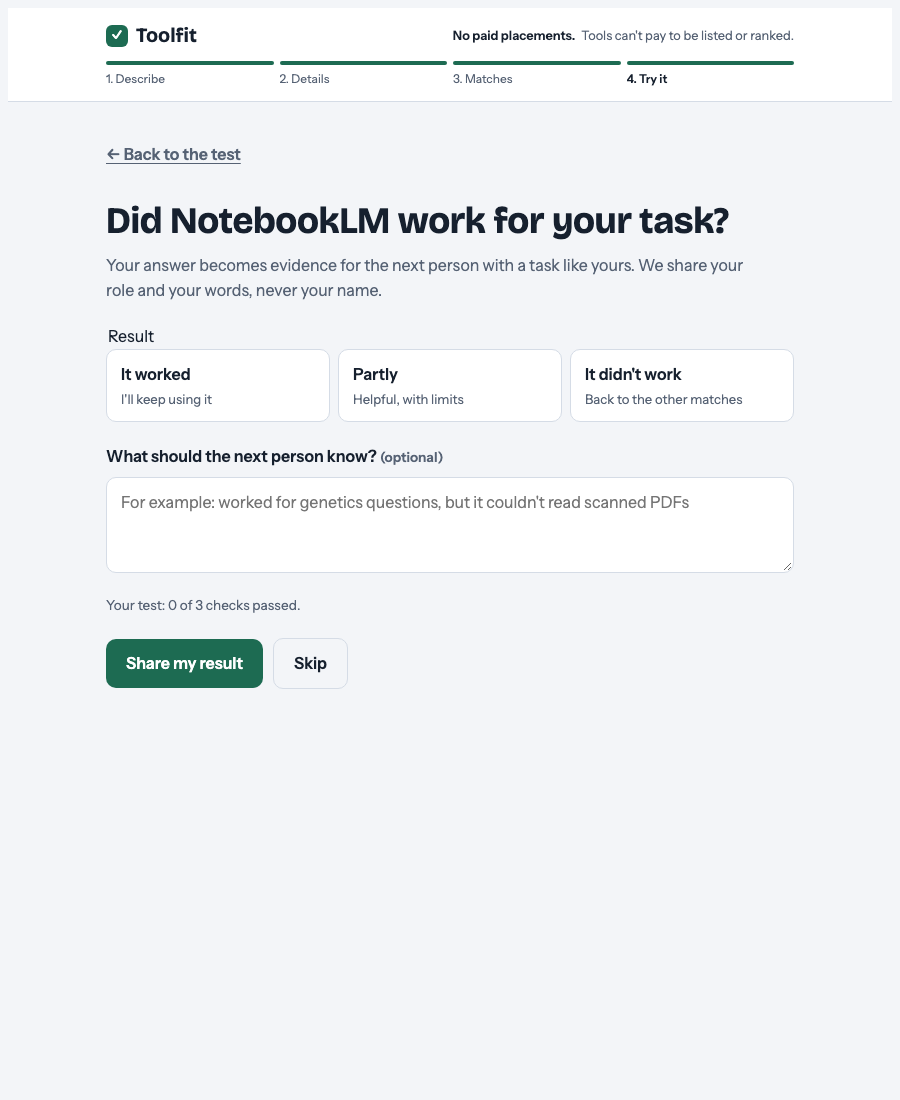 Toolfit
No paid placements. Tools can't pay to be listed or ranked.
1. Describe
2. Details
3. Matches
4. Try it
← Back to the test
Did NotebookLM work for your task?
Your answer becomes evidence for the next person with a task like yours. We share your
role and your words, never your name.
Result
It worked
I'll keep using it
Partly
Helpful, with limits
It didn't work
Back to the other matches
What should the next person know? (optional)
For example: worked for genetics questions, but it couldn't read scanned PDFs
Your test: 0 of 3 checks passed.
Share my result
Skip